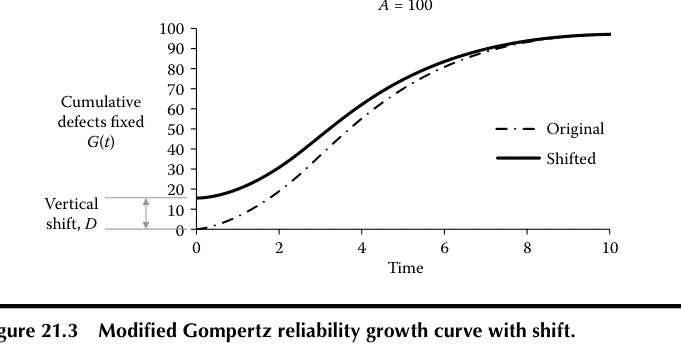 A = 100
100
90
80
70
60
50
40
30
20
10
0
Cumulative
defects fixed
G(t)
Vertical
shift, D
Original
Shifted
0 2 4 6 8 10
Time
gure 21.3 Modified Gompertz reliability growth curve with shift.